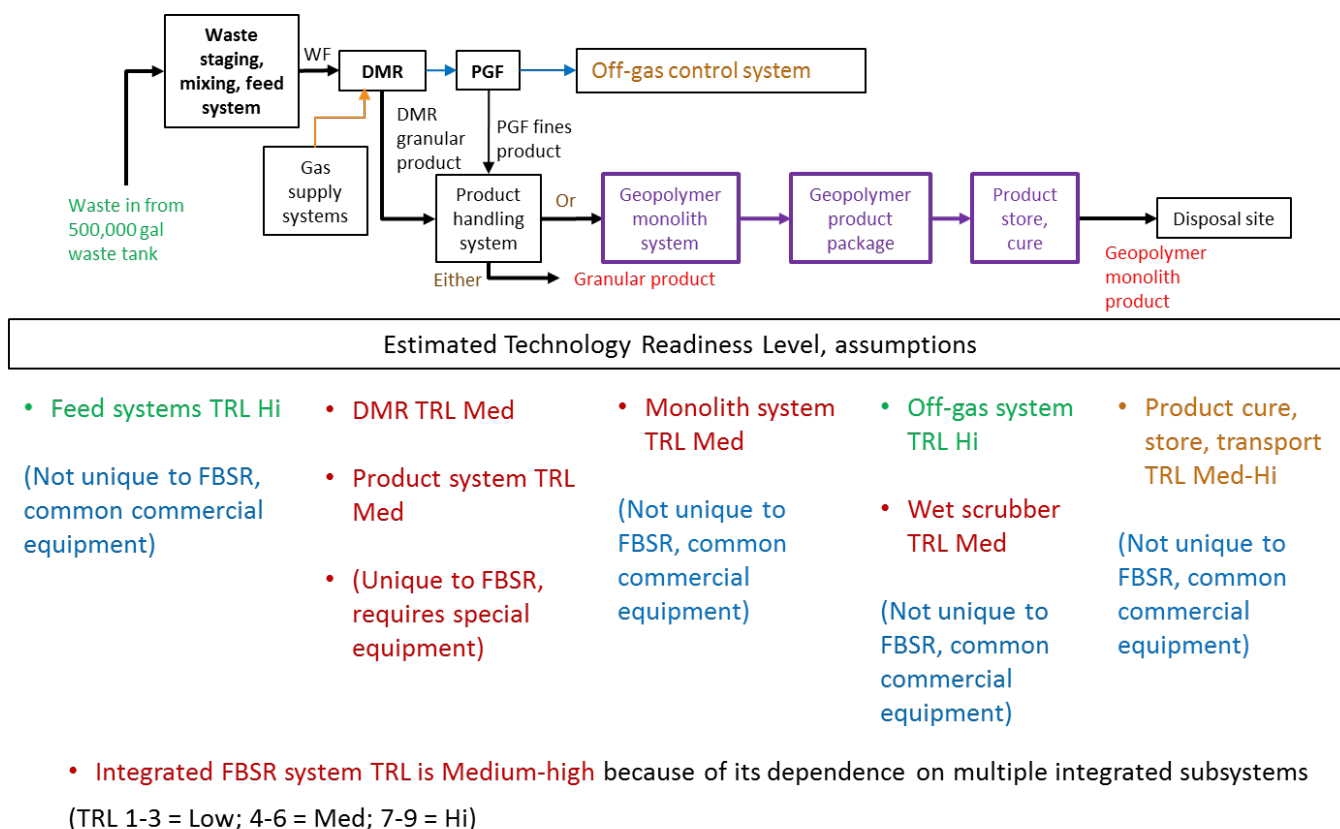 Waste
staging,
mixing, feed
system
WF
DMR
PGF
Off-gas control system
DMR
granular
product
PGF fines
product
Gas
supply
systems
Waste in from
500,000 gal
waste tank
Product
handling
system
Or
Either
Granular product
Geopolymer
monolith
system
Geopolymer
product
package
Product
store,
cure
Disposal site
Geopolymer
monolith
product
Estimated Technology Readiness Level, assumptions
• Feed systems TRL Hi
(Not unique to FBSR,
common commercial
equipment)
• DMR TRL Med
• Product system TRL
Med
• (Unique to FBSR,
requires special
equipment)
• Monolith system
TRL Med
(Not unique to
FBSR, common
commercial
equipment)
• Off-gas system
TRL Hi
• Wet scrubber
TRL Med
(Not unique to
FBSR, common
commercial
equipment)
• Product cure,
store, transport
TRL Med-Hi
(Not unique to
FBSR, common
commercial
equipment)
• Integrated FBSR system TRL is Medium-high because of its dependence on multiple integrated subsystems
(TRL 1-3 = Low; 4-6 = Med; 7-9 = Hi)